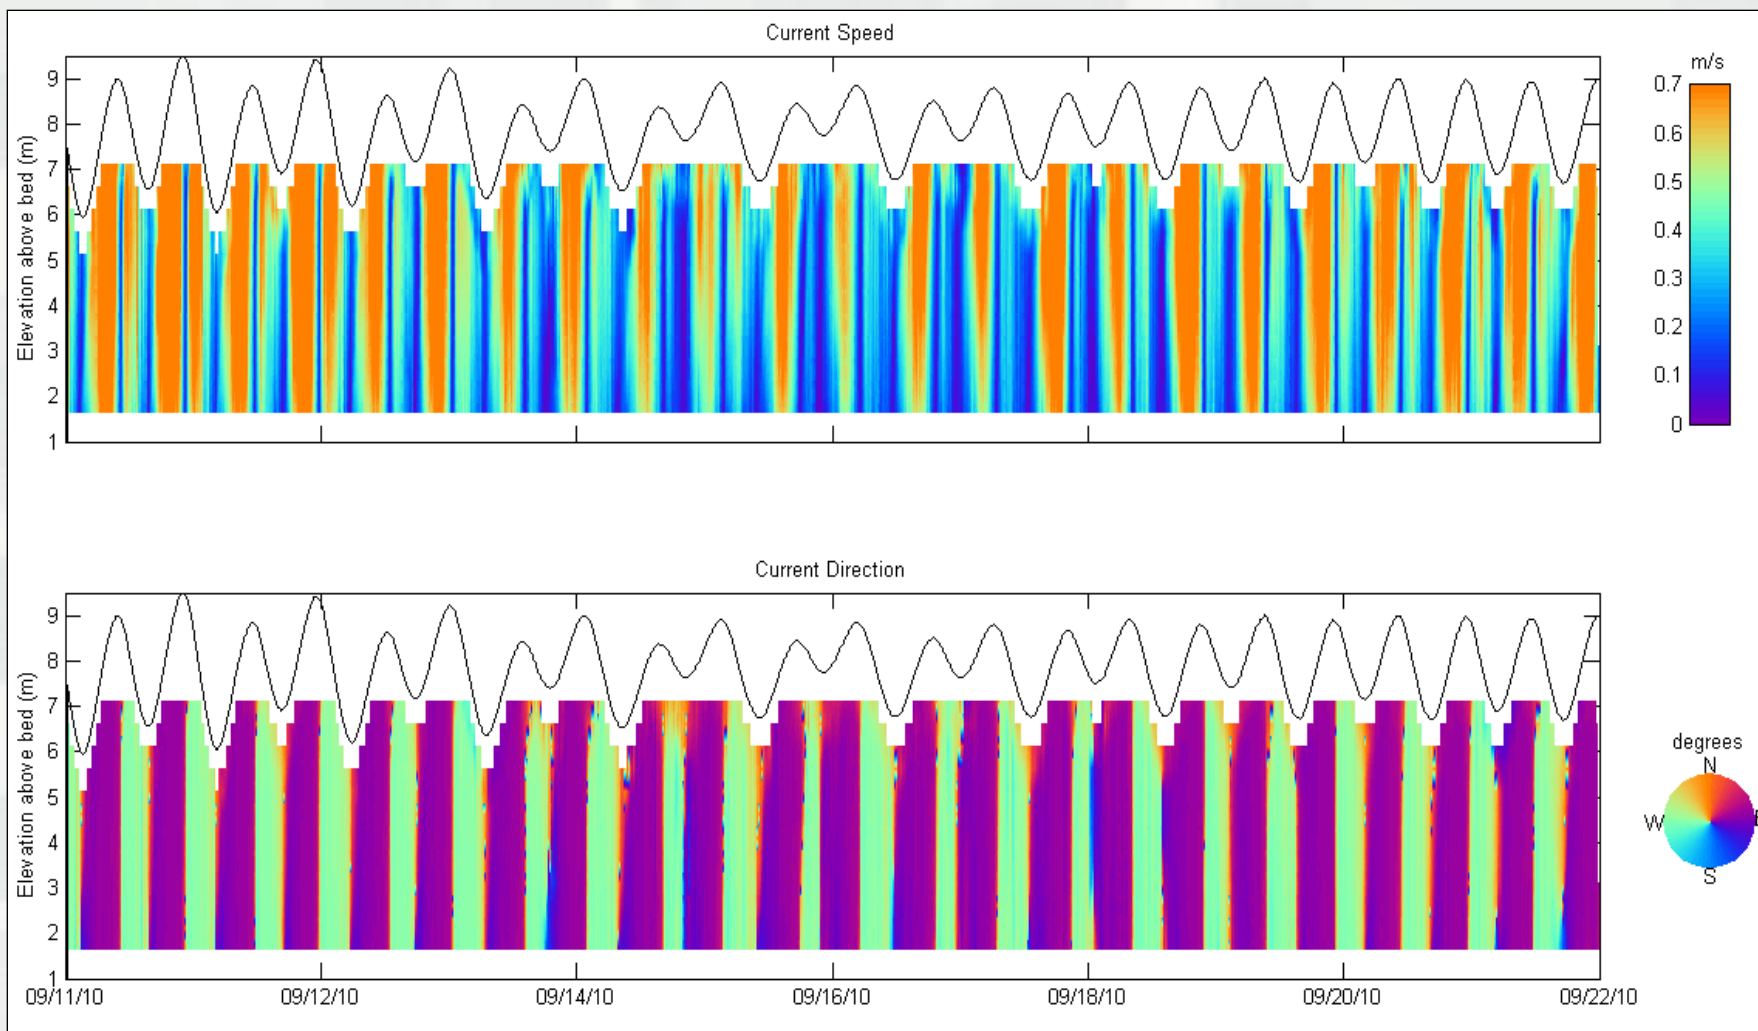 Current Speed
m/s
Elevation above bed (m)
9
8
7
6
5
4
3
2
1
0.7
0.6
0.5
0.4
0.3
0.2
0.1
0
Current Direction
Elevation above bed (m)
9
8
7
6
5
4
3
2
1
degrees
N
W
E
S
09/11/10 09/12/10 09/14/10 09/16/10 09/18/10 09/20/10 09/22/10